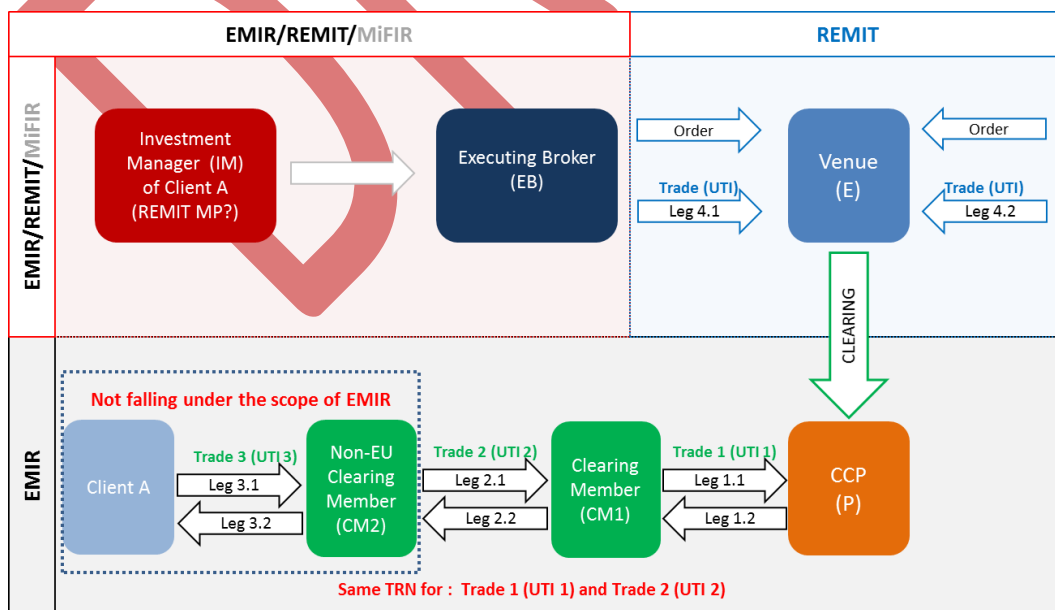 EMIR/REMIT/MiFIR
REMIT
EMIR/REMIT/MiFIR
Investment
Manager (IM)
of Client A
(REMIT MP?)
Executing Broker
(EB)
Order
Trade (UTI)
Leg 4.1
Venue
(E)
Order
Trade (UTI)
Leg 4.2
CLEARING
EMIR
Not falling under the scope of EMIR
Client A
Trade 3 (UTI 3)
Leg 3.1
Leg 3.2
Non-EU
Clearing
Member
(CM2)
Trade 2 (UTI 2)
Leg 2.1
Leg 2.2
Clearing
Member
(CM1)
Trade 1 (UTI 1)
Leg 1.1
Leg 1.2
CCP
(P)
Same TRN for : Trade 1 (UTI 1) and Trade 2 (UTI 2)